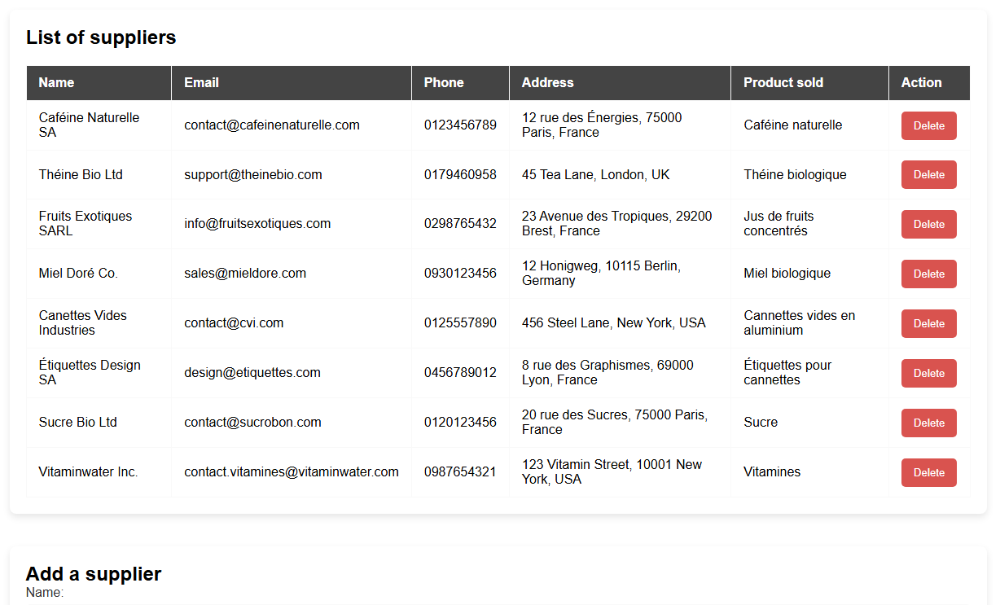 List of suppliers
Name Email Phone Address Product sold Action
Caféine Naturelle
SA
contact@cafeinenaturelle.com
0123456789
12 rue des Énergies, 75000
Paris, France
Caféine naturelle
Delete
Théine Bio Ltd
support@theinebio.com
0179460958
45 Tea Lane, London, UK
Théine biologique
Delete
Fruits Exotiques
SARL
info@fruitsexotiques.com
0298765432
23 Avenue des Tropiques, 29200
Brest, France
Jus de fruits
concentrés
Delete
Miel Doré Co.
sales@mieldore.com
0930123456
12 Honigweg, 10115 Berlin,
Germany
Miel biologique
Delete
Canettes Vides
Industries
contact@cvi.com
0125557890
456 Steel Lane, New York, USA
Cannettes vides en
aluminium
Delete
Étiquettes Design
SA
design@etiquettes.com
0456789012
8 rue des Graphismes, 69000
Lyon, France
Étiquettes pour
cannettes
Delete
Sucre Bio Ltd
contact@sucrobon.com
0120123456
20 rue des Sucres, 75000 Paris,
France
Sucre
Delete
Vitaminwater Inc.
contact.vitamines@vitaminwater.com
0987654321
123 Vitamin Street, 10001 New
York, USA
Vitamines
Delete
Add a supplier
Name: